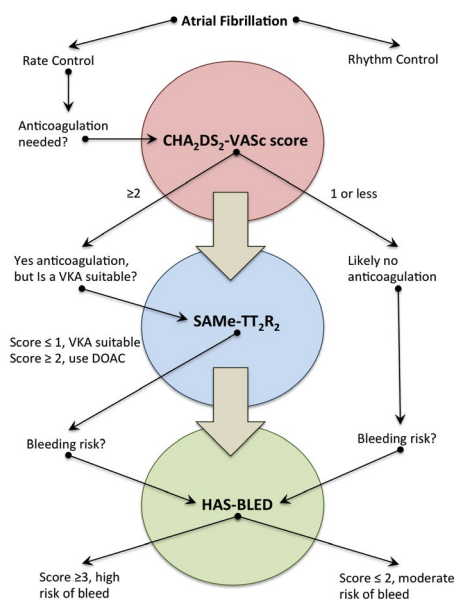 Atrial Fibrillation
Rate Control
Rhythm Control
Anticoagulation
needed?
CHA₂DS₂-VASc score
≥2
1 or less
Yes anticoagulation,
but Is a VKA suitable?
Likely no
anticoagulation
SAMe-TT₂R₂
Score ≤ 1, VKA suitable
Score ≥ 2, use DOAC
Bleeding risk?
Bleeding risk?
HAS-BLED
Score ≥3, high
risk of bleed
Score ≤ 2, moderate
risk of bleed